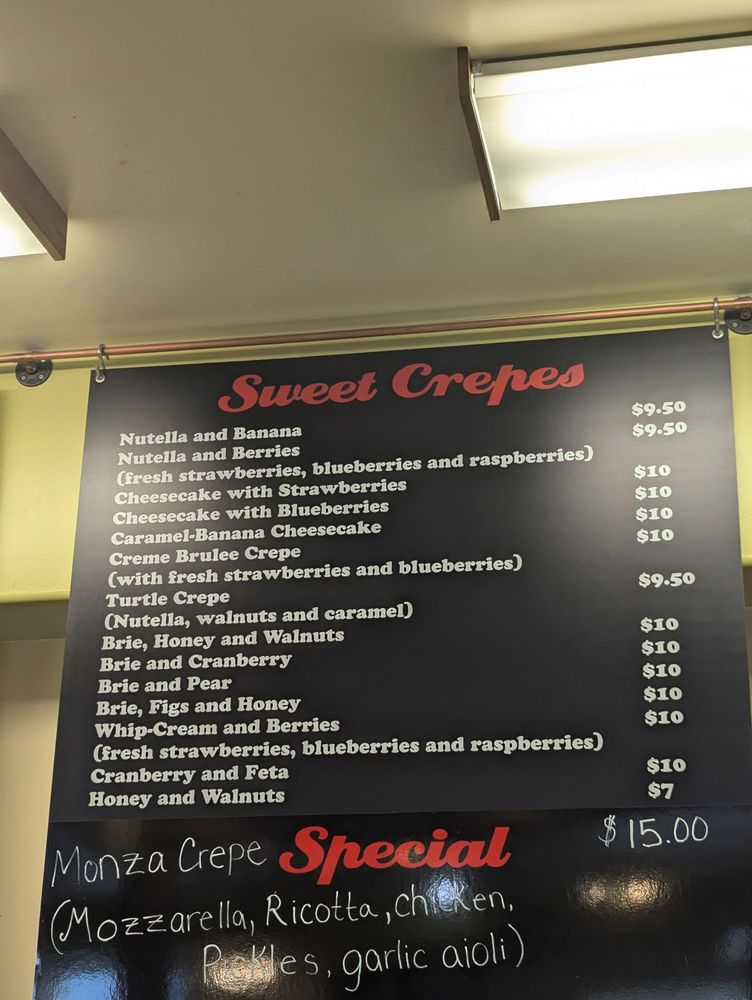 Sweet Crepes
Nutella and Banana $9.50
Nutella and Berries $9.50
(fresh strawberries, blueberries and raspberries)
Cheesecake with Strawberries $10
Cheesecake with Blueberries $10
Caramel-Banana Cheesecake $10
Creme Brulee Crepe $10
(with fresh strawberries and blueberries)
Turtle Crepe $9.50
(Nutella, walnuts and caramel)
Brie, Honey and Walnuts $10
Brie and Cranberry $10
Brie and Pear $10
Brie, Figs and Honey $10
Whip-Cream and Berries $10
(fresh strawberries, blueberries and raspberries)
Cranberry and Feta $10
Honey and Walnuts $7
Monza Crepe Special $15.00
(Mozzarella, Ricotta, chicken,
Pickles, garlic aioli)